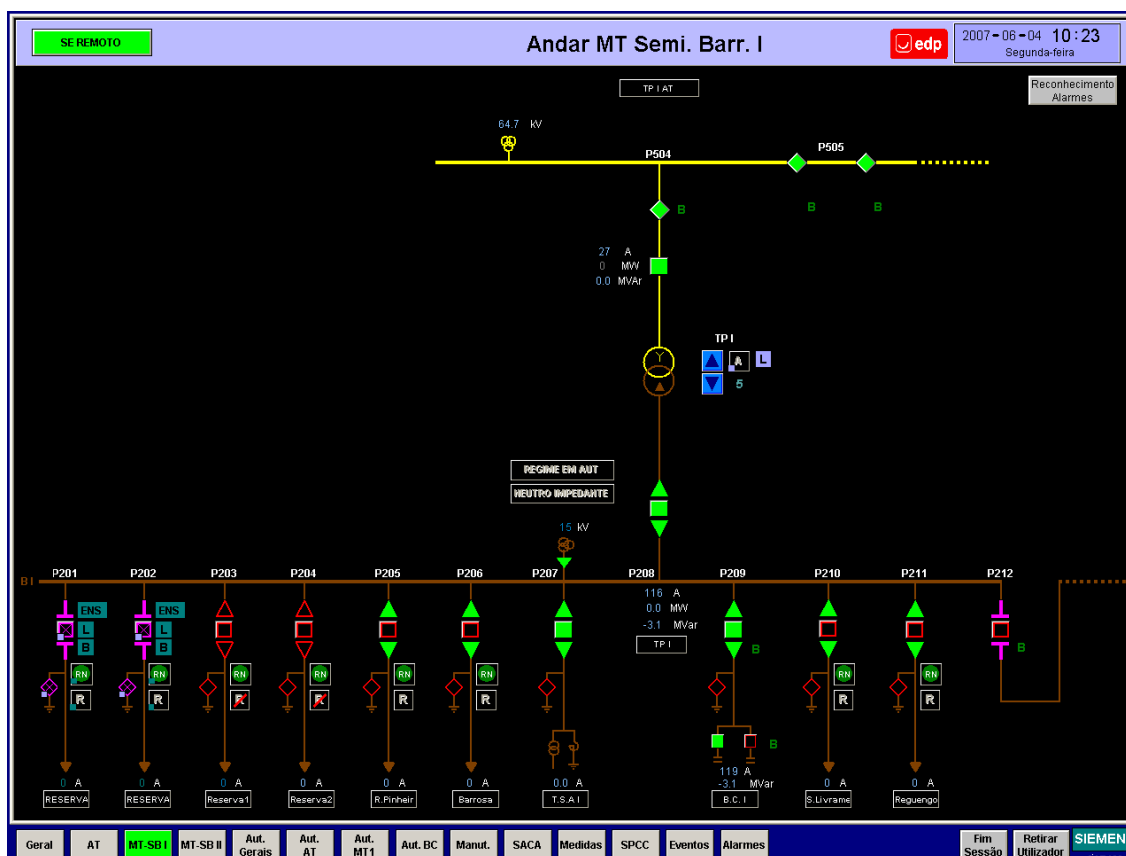 SE REMOTO
Andar MT Semi. Barr. I
edp
2007-06-04 10:23
Segunda-feira
TP I AT
Reconhecimento
Alarmes
64.7 kV
P504
P505
B
B B
27 A
0 MW
0.0 MVAr
TP I
A L
5
REGIME EM AUT
NEUTRO IMPEDANTE
15 kV
B I
P201 P202 P203 P204 P205 P206 P207 P208 P209 P210 P211 P212
116 A
0.0 MW
-3.1 MVar
TP I
ENS ENS
L L
B B
B B
RN RN RN RN RN RN RN RN
R R R R R R R R
B
119 A
-3.1 MVar
0 A 0 A 0 A 0 A 0 A 0 A 0.0 A 0 A 0 A
RESERVA RESERVA Reserva1 Reserva2 R.Pinheir Barrosa T.S.A I B.C. I S.Livrame Reguengo
Geral AT MT-SB I MT-SB II Aut. Gerais Aut. AT Aut. MT1 Aut. BC Manut. SACA Medidas SPCC Eventos Alarmes Fim Sessão Retirar Utilizador SIEMEN